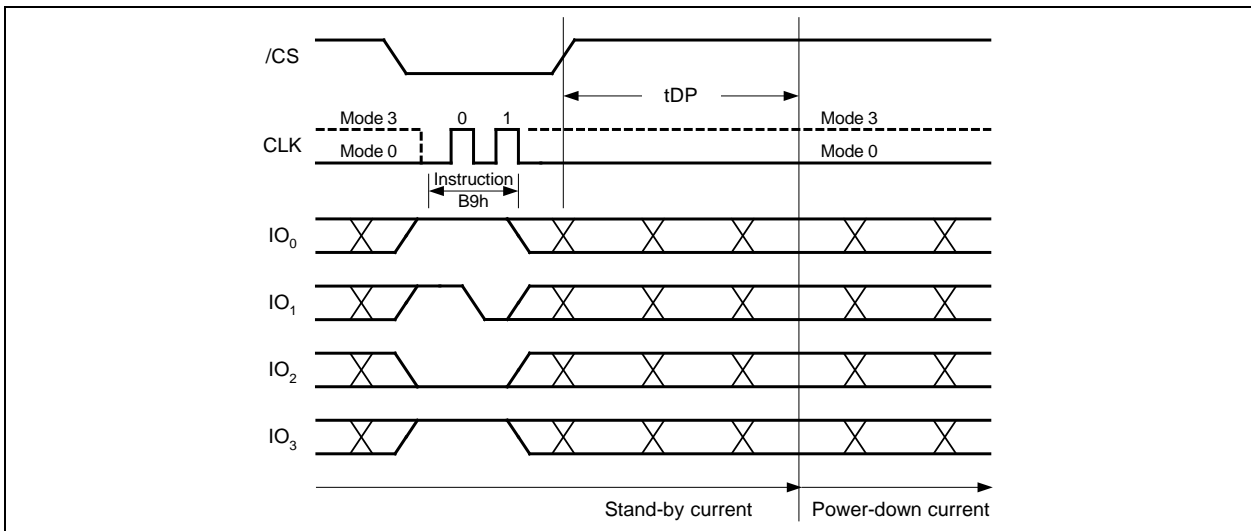 /CS
tDP
Mode 3 0 1 Mode 3
CLK
Mode 0 Mode 0
Instruction
B9h
IO0
IO1
IO2
IO3
Stand-by current Power-down current